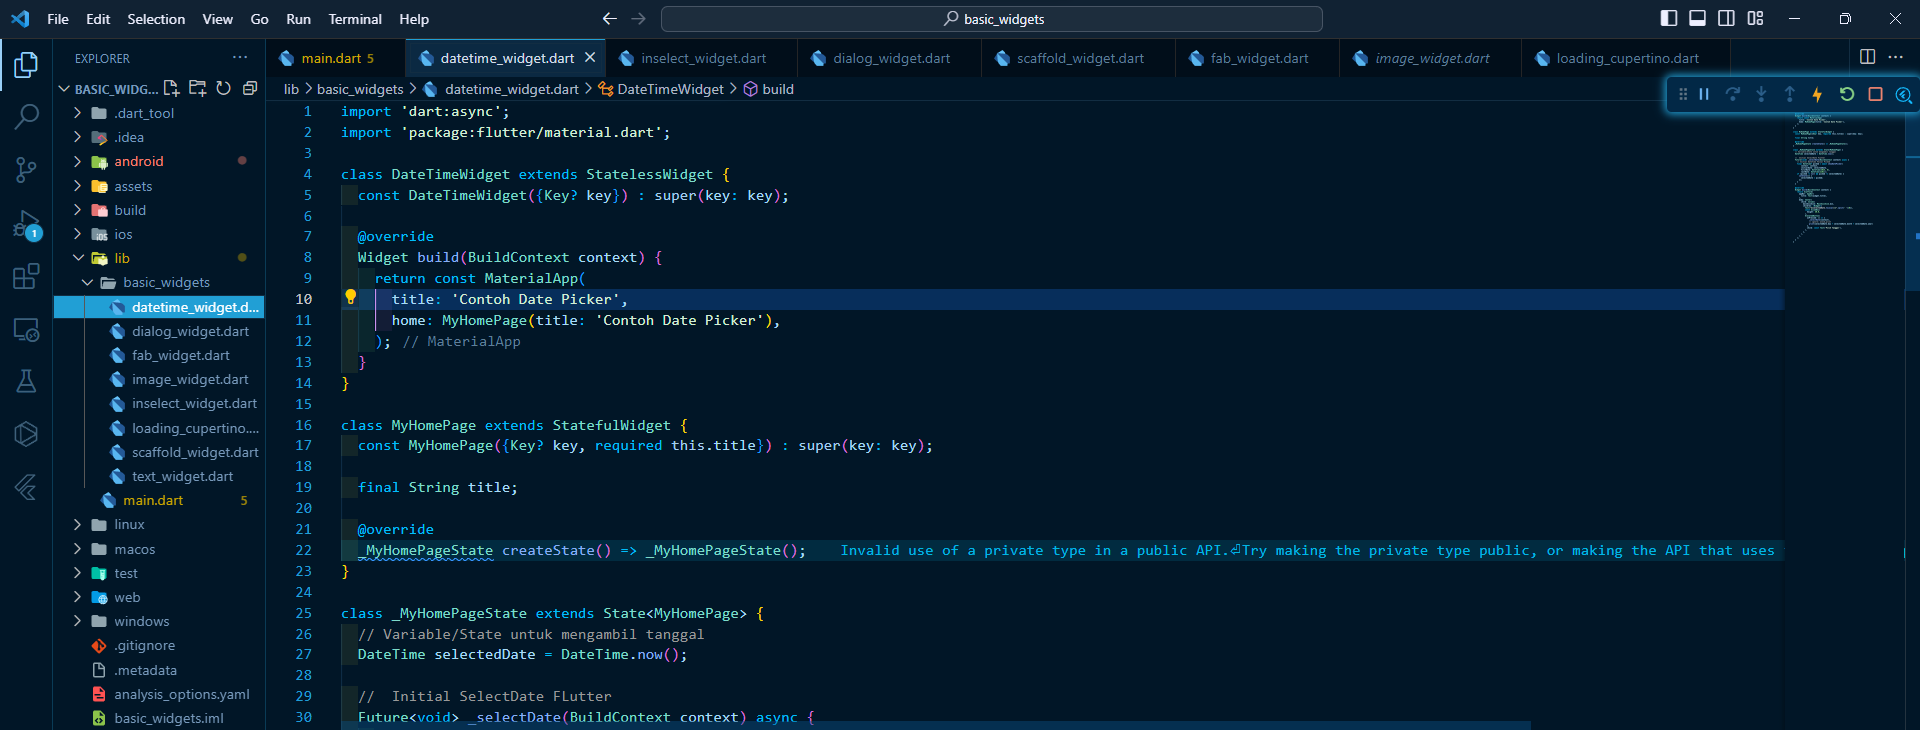 File Edit Selection View Go Run Terminal Help
basic_widgets
EXPLORER
main.dart 5
datetime_widget.dart
inselect_widget.dart
dialog_widget.dart
scaffold_widget.dart
fab_widget.dart
image_widget.dart
loading_cupertino.dart
BASIC_WIDG...
.dart_tool
.idea
android
assets
build
ios
lib
basic_widgets
datetime_widget.d...
dialog_widget.dart
fab_widget.dart
image_widget.dart
inselect_widget.dart
loading_cupertino....
scaffold_widget.dart
text_widget.dart
main.dart 5
linux
macos
test
web
windows
.gitignore
.metadata
analysis_options.yaml
basic_widgets.iml
1
lib > basic_widgets > datetime_widget.dart > DateTimeWidget > build
1 import 'dart:async';
2 import 'package:flutter/material.dart';
3
4 class DateTimeWidget extends StatelessWidget {
5 const DateTimeWidget({Key? key}) : super(key: key);
6
7 @override
8 Widget build(BuildContext context) {
9 return const MaterialApp(
10 title: 'Contoh Date Picker',
11 home: MyHomePage(title: 'Contoh Date Picker'),
12 ); // MaterialApp
13 }
14 }
15
16 class MyHomePage extends StatefulWidget {
17 const MyHomePage({Key? key, required this.title}) : super(key: key);
18
19 final String title;
20
21 @override
22 _MyHomePageState createState() => _MyHomePageState(); Invalid use of a private type in a public API.⏎Try making the private type public, or making the API that uses
23 }
24
25 class _MyHomePageState extends State<MyHomePage> {
26 // Variable/State untuk mengambil tanggal
27 DateTime selectedDate = DateTime.now();
28
29 //  Initial SelectDate FLutter
30 Future<void> _selectDate(BuildContext context) async {